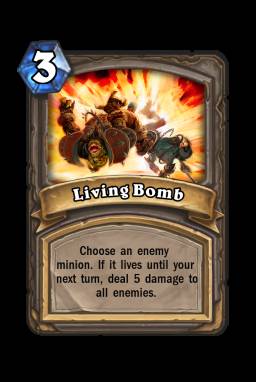 3
Living Bomb
Choose an enemy
minion. If it lives until your
next turn, deal 5 damage to
all enemies.